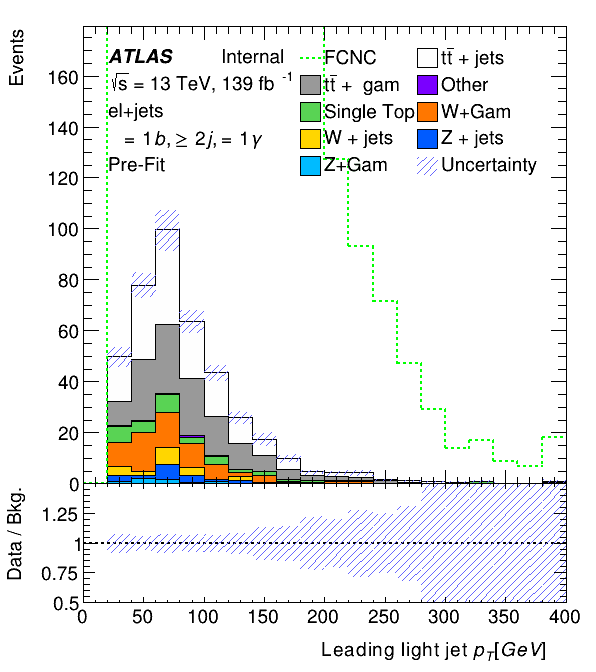 Events
ATLAS Internal
√s = 13 TeV, 139 fb⁻¹
el+jets
= 1b, ≥ 2j, = 1γ
Pre-Fit
FCNC
tt̄ + jets
tt̄ + gam
Other
Single Top
W+Gam
W + jets
Z + jets
Z+Gam
Uncertainty
160
140
120
100
80
60
40
20
0
Data / Bkg.
1.25
1
0.75
0.5
0 50 100 150 200 250 300 350 400
Leading light jet p_T[GeV]